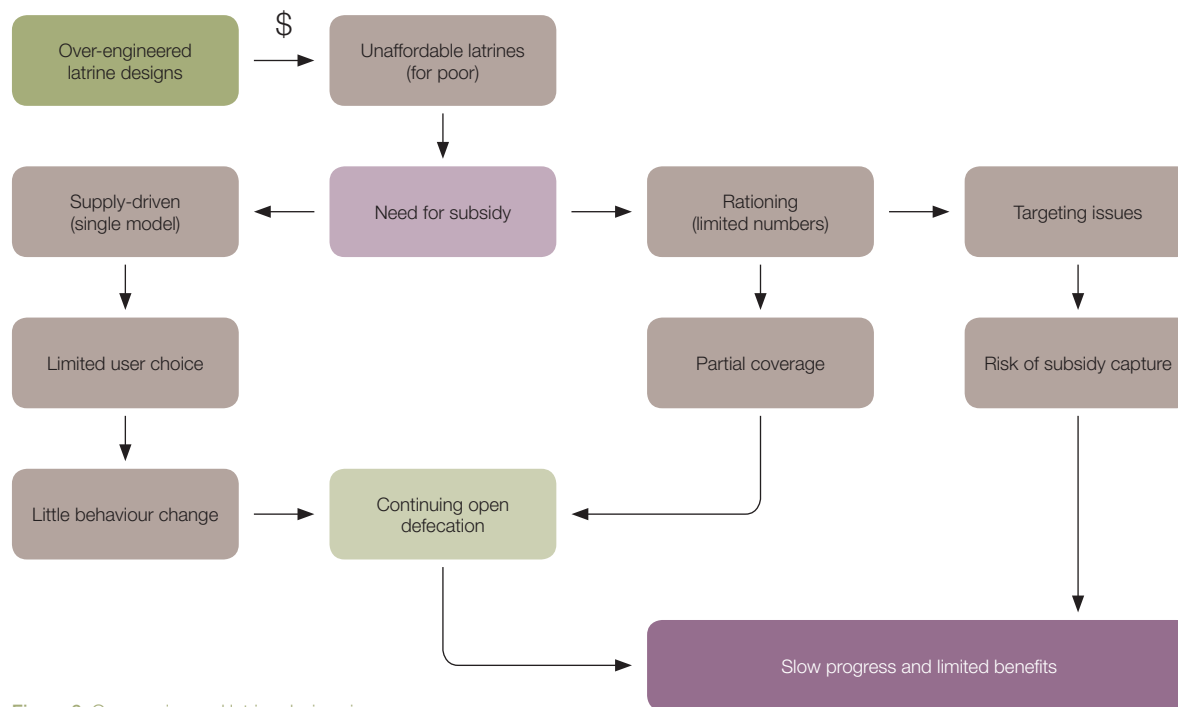 $
Over-engineered
latrine designs
Unaffordable latrines
(for poor)
Supply-driven
(single model)
Need for subsidy
Rationing
(limited numbers)
Targeting issues
Limited user choice
Partial coverage
Risk of subsidy capture
Little behaviour change
Continuing open
defecation
Slow progress and limited benefits